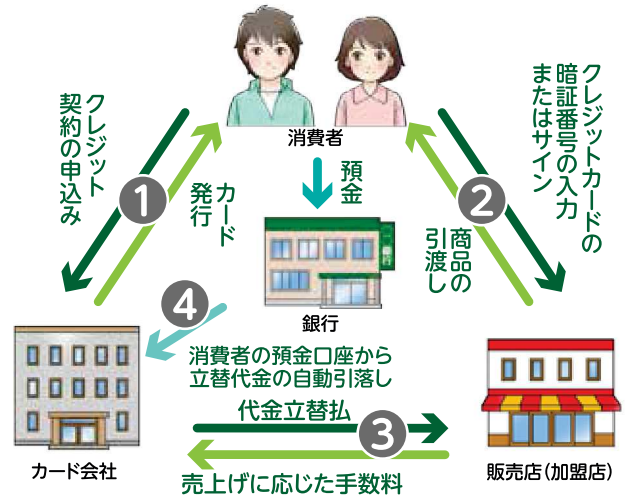 消費者
クレジット
契約の申込み
1
カード
発行
預金
2
クレジットカードの
暗証番号の入力
またはサイン
商品の
引渡し
銀行
銀行
4
消費者の預金口座から
立替代金の自動引落し
代金立替払
3
売上げに応じた手数料
カード会社
販売店(加盟店)